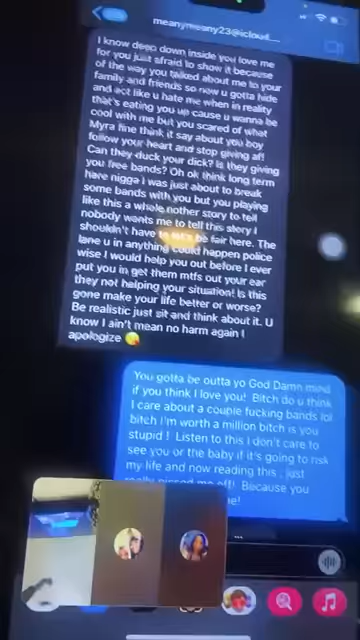 meanymeany23@icloud....
I know deep down inside you love me
for you just afraid to show it because
of the way you talked about me to your
family and friends so now u gotta hide
and act like u hate me when in reality
that's eating you up cause u wanna be
cool with me but you scared of what
Myra fine think it say about you boy
follow your heart and stop giving af!
Can they duck your dick? Is they giving
you free bands? Oh ok think long term
have nigga i was just about to break
some bands with you but you playing
like this a whole nother story to tell
nobody wants me to tell this story I
shouldn't have to let's be fair here. The
lane u in anything could happen police
wise I would help you out before I ever
put you in get them mtfs out your ear
they not helping your situation! Is this
gone make your life better or worse?
Be realistic just sit and think about it. U
know I ain't mean no harm again I
apologize
You gotta be outta yo God Damn mind
if you think I love you! Bitch do u think
I care about a couple fucking bands lol
bitch I'm worth a million bitch is you
stupid! Listen to this I don't care to
see you or the baby if it's going to risk
my life and now reading this, just
really pissed me off! Because you